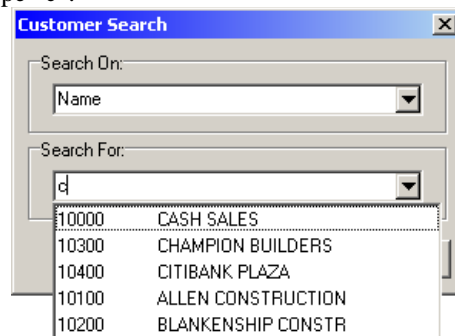 Customer Search
Search On:
Name
Search For:
c
10000 CASH SALES
10300 CHAMPION BUILDERS
10400 CITIBANK PLAZA
10100 ALLEN CONSTRUCTION
10200 BLANKENSHIP CONSTR